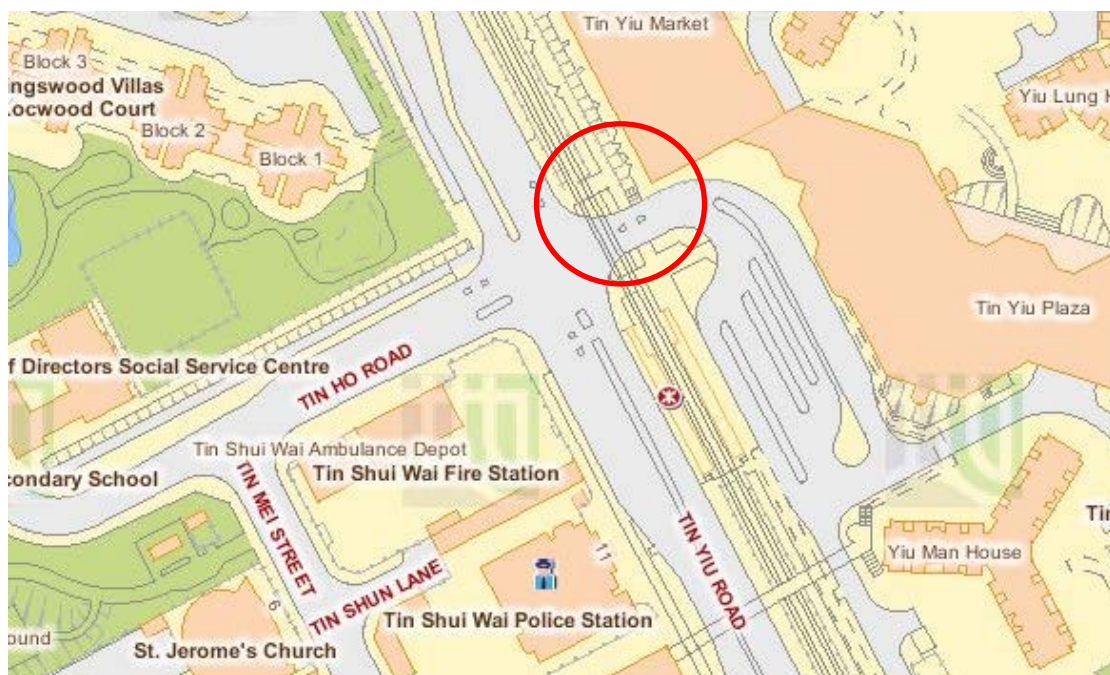 Tin Yiu Market
Block 3
ingswood Villas
Locwood Court
Block 2
Block 1
Yiu Lung H
Tin Yiu Plaza
f Directors Social Service Centre
TIN HO ROAD
Tin Shui Wai Ambulance Depot
Tin Shui Wai Fire Station
condary School
TIN MEI STREET
TIN SHUN LANE
TIN YIU ROAD
11
Yiu Man House
Tin
6
Tin Shui Wai Police Station
ound
St. Jerome's Church